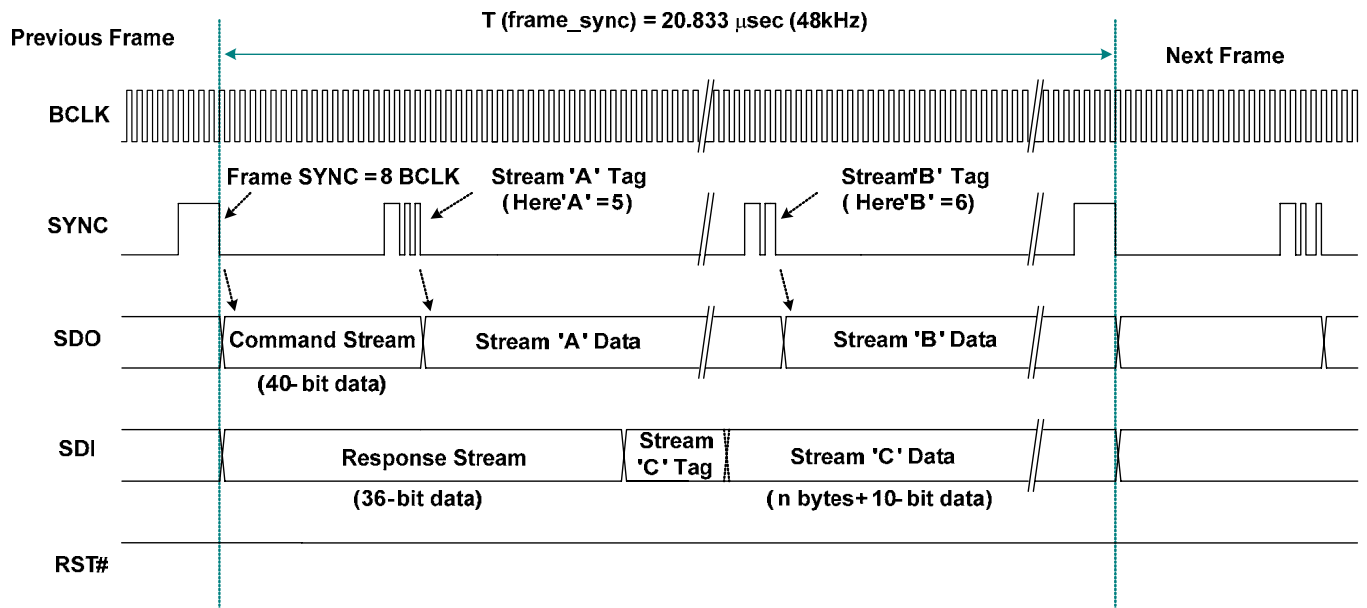 T (frame_sync) = 20.833 μsec (48kHz)
Previous Frame
Next Frame
BCLK
Frame SYNC = 8 BCLK
Stream 'A' Tag
(Here 'A' = 5)
Stream 'B' Tag
(Here 'B' = 6)
SYNC
SDO
Command Stream
Stream 'A' Data
Stream 'B' Data
(40-bit data)
SDI
Response Stream
Stream
'C' Tag
Stream 'C' Data
(36-bit data)
(n bytes+10-bit data)
RST#